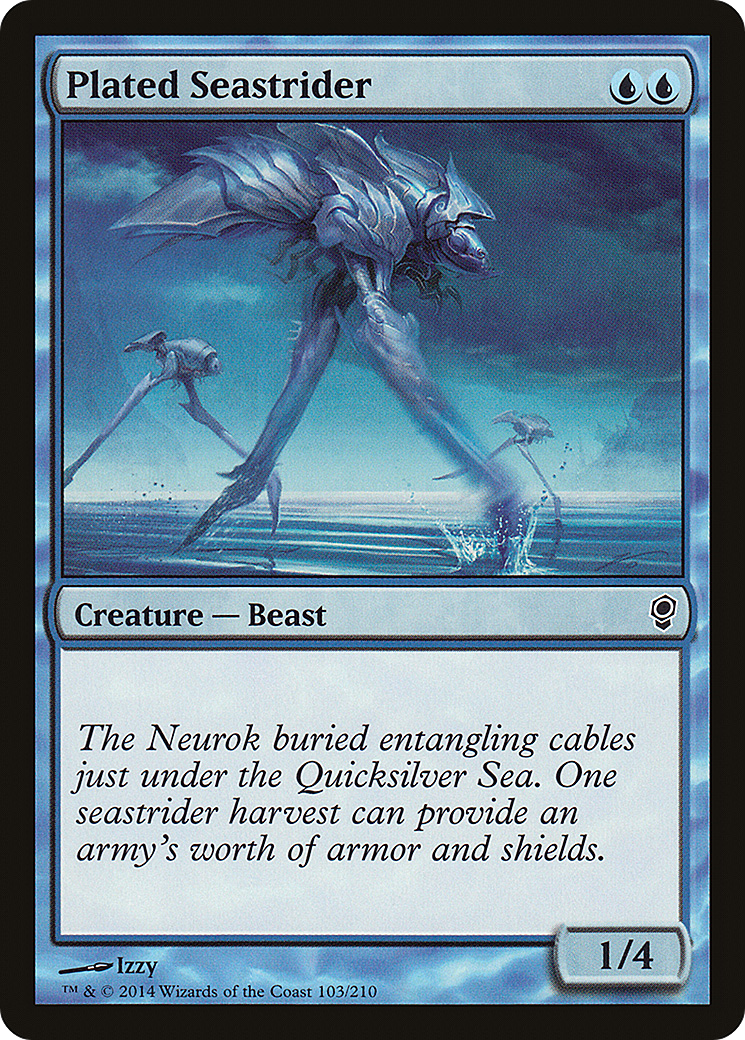 Plated Seastrider
Creature — Beast
The Neurok buried entangling cables
just under the Quicksilver Sea. One
seastrider harvest can provide an
army's worth of armor and shields.
1/4
Izzy
™ & © 2014 Wizards of the Coast 103/210